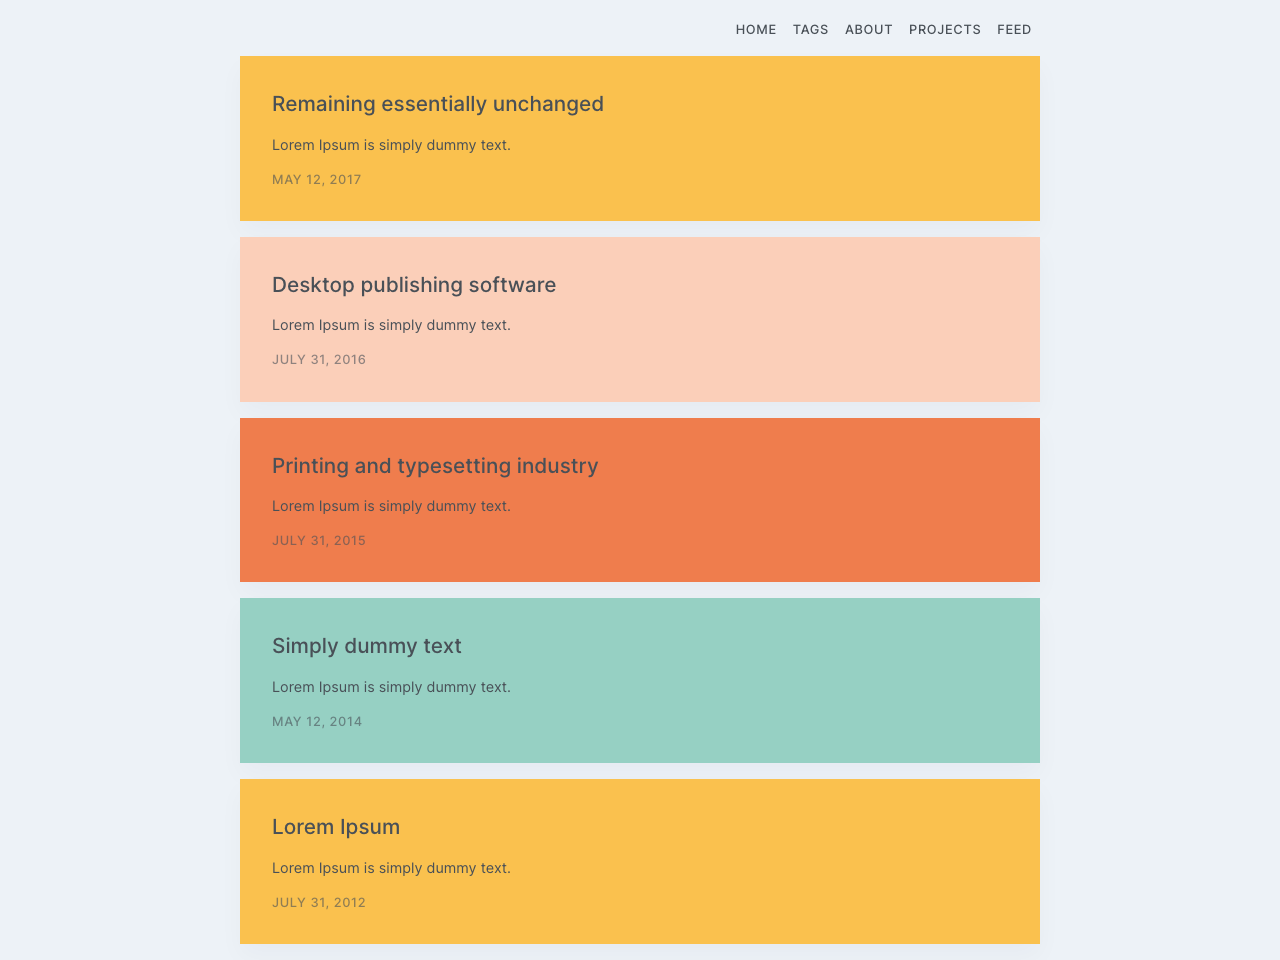 HOME TAGS ABOUT PROJECTS FEED
Remaining essentially unchanged
Lorem Ipsum is simply dummy text.
MAY 12, 2017
Desktop publishing software
Lorem Ipsum is simply dummy text.
JULY 31, 2016
Printing and typesetting industry
Lorem Ipsum is simply dummy text.
JULY 31, 2015
Simply dummy text
Lorem Ipsum is simply dummy text.
MAY 12, 2014
Lorem Ipsum
Lorem Ipsum is simply dummy text.
JULY 31, 2012